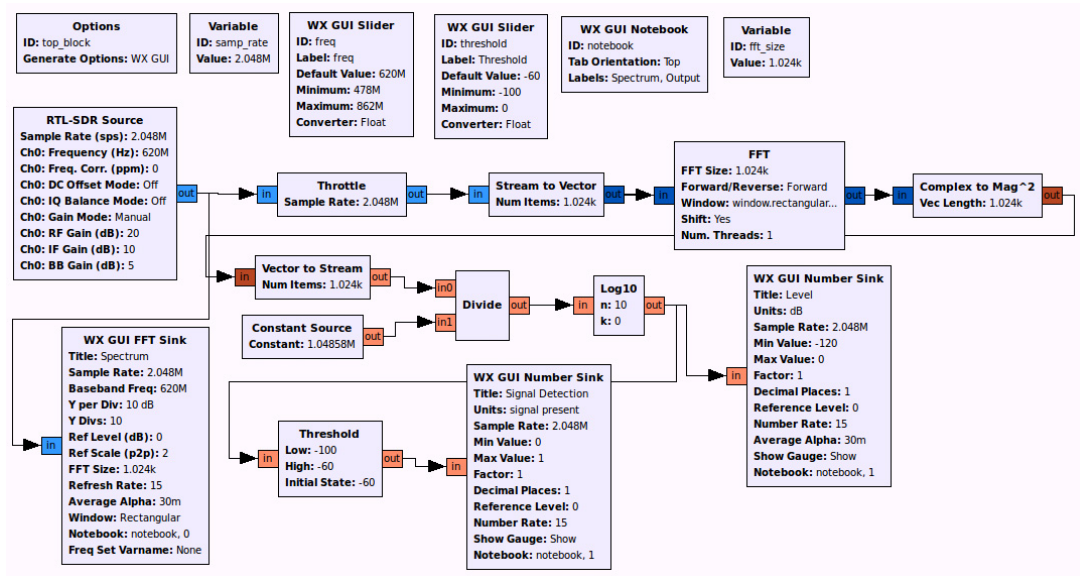 Options
ID: top_block
Generate Options: WX GUI
Variable
ID: samp_rate
Value: 2.048M
WX GUI Slider
ID: freq
Label: freq
Default Value: 620M
Minimum: 478M
Maximum: 862M
Converter: Float
WX GUI Slider
ID: threshold
Label: Threshold
Default Value: -60
Minimum: -100
Maximum: 0
Converter: Float
WX GUI Notebook
ID: notebook
Tab Orientation: Top
Labels: Spectrum, Output
Variable
ID: fft_size
Value: 1.024k
RTL-SDR Source
Sample Rate (sps): 2.048M
Ch0: Frequency (Hz): 620M
Ch0: Freq. Corr. (ppm): 0
Ch0: DC Offset Mode: Off
Ch0: IQ Balance Mode: Off
Ch0: Gain Mode: Manual
Ch0: RF Gain (dB): 20
Ch0: IF Gain (dB): 10
Ch0: BB Gain (dB): 5
out
in
Throttle
Sample Rate: 2.048M
out
in
Stream to Vector
Num Items: 1.024k
out
in
FFT
FFT Size: 1.024k
Forward/Reverse: Forward
Window: window.rectangular...
Shift: Yes
Num. Threads: 1
out
in
Complex to Mag^2
Vec Length: 1.024k
out
in
Vector to Stream
Num Items: 1.024k
out
Constant Source
Constant: 1.04858M
out
in0
in1
Divide
out
in
Log10
n: 10
k: 0
out
in
WX GUI Number Sink
Title: Level
Units: dB
Sample Rate: 2.048M
Min Value: -120
Max Value: 0
Factor: 1
Decimal Places: 1
Reference Level: 0
Number Rate: 15
Average Alpha: 30m
Show Gauge: Show
Notebook: notebook, 1
in
WX GUI FFT Sink
Title: Spectrum
Sample Rate: 2.048M
Baseband Freq: 620M
Y per Div: 10 dB
Y Divs: 10
Ref Level (dB): 0
Ref Scale (p2p): 2
FFT Size: 1.024k
Refresh Rate: 15
Average Alpha: 30m
Window: Rectangular
Notebook: notebook, 0
Freq Set Varname: None
in
Threshold
Low: -100
High: -60
Initial State: -60
out
in
WX GUI Number Sink
Title: Signal Detection
Units: signal present
Sample Rate: 2.048M
Min Value: 0
Max Value: 1
Factor: 1
Decimal Places: 1
Reference Level: 0
Number Rate: 15
Show Gauge: Show
Notebook: notebook, 1